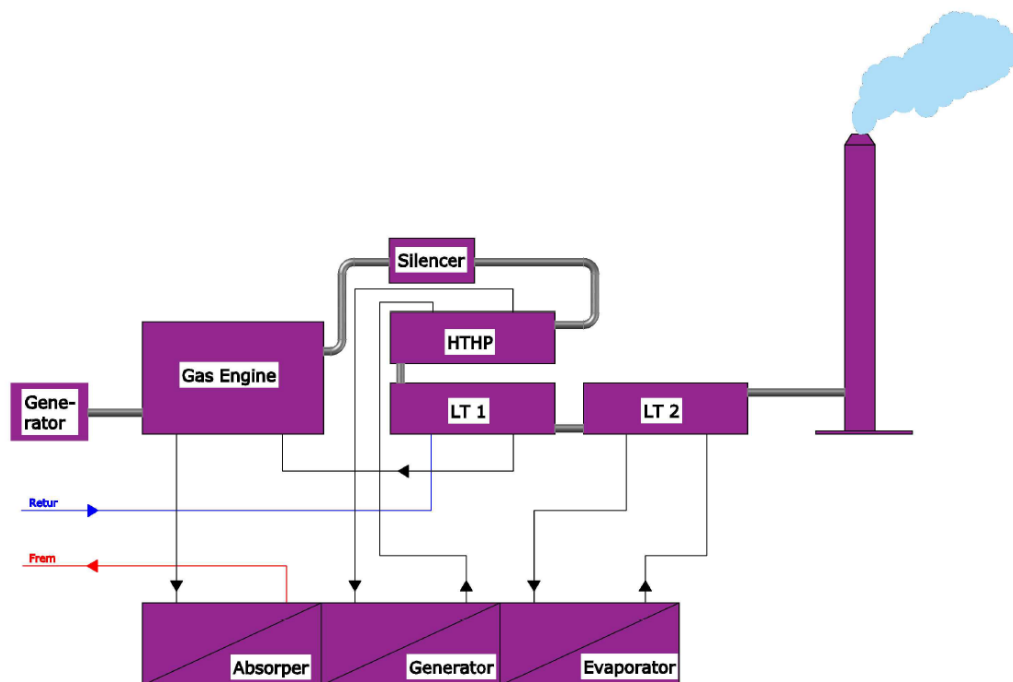 Silencer
HTHP
Gas Engine
Gene-
rator
LT 1
LT 2
Retur
Frem
Absorper
Generator
Evaporator